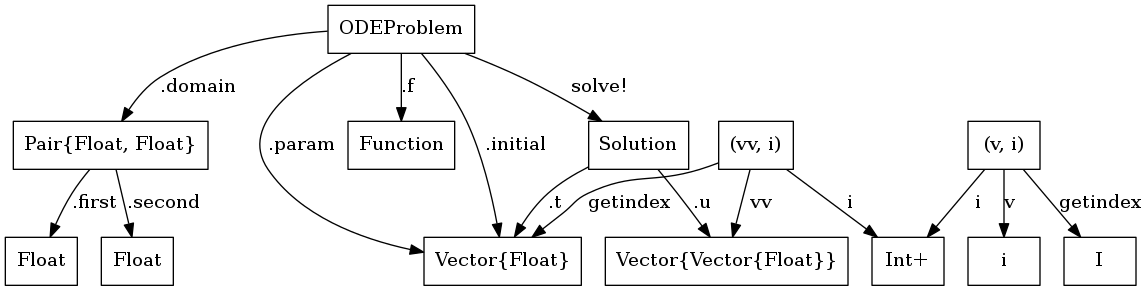 ODEProblem
.domain
.f
solve!
Pair{Float, Float}
.param
Function
.initial
Solution
(vv, i)
(v, i)
.first
.second
.t
getindex
.u
vv
i
i
v
getindex
Float
Float
Vector{Float}
Vector{Vector{Float}}
Int+
i
I